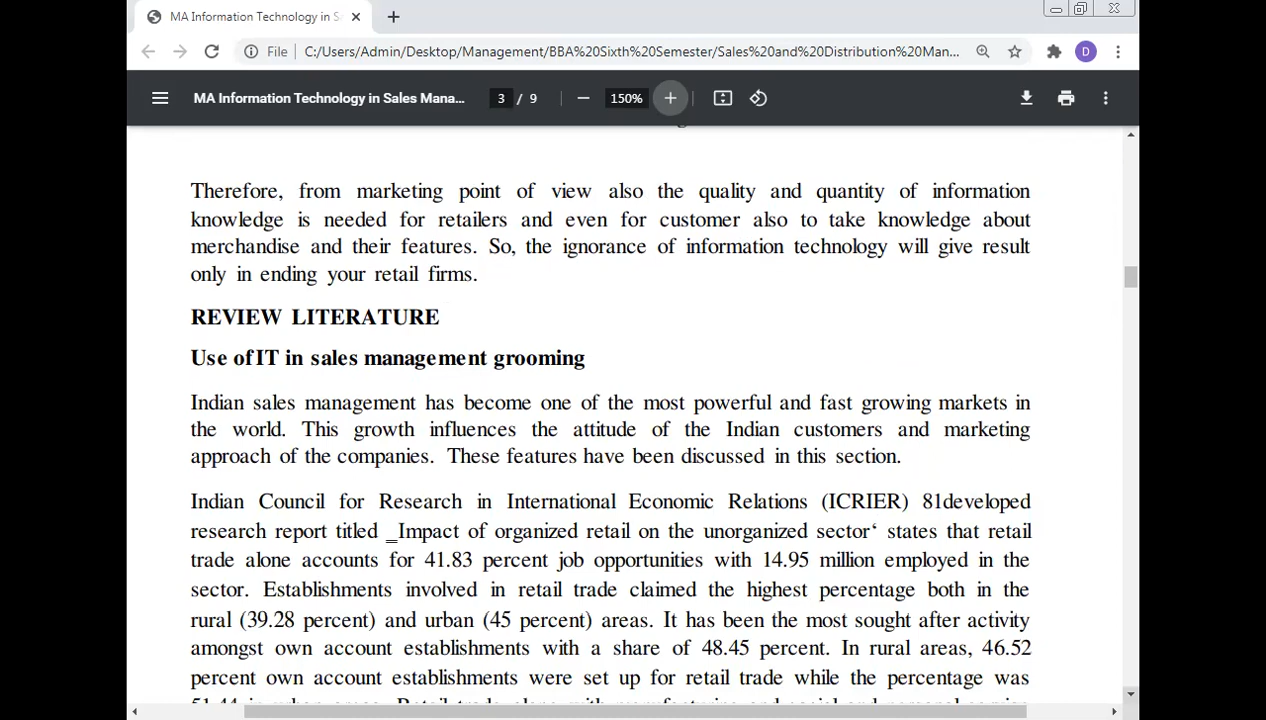 MA Information Technology in S
File C:/Users/Admin/Desktop/Management/BBA%20Sixth%20Semester/Sales%20and%20Distribution%20Man... D
MA Information Technology in Sales Mana... 3 / 9 150%
Therefore, from marketing point of view also the quality and quantity of information
knowledge is needed for retailers and even for customer also to take knowledge about
merchandise and their features. So, the ignorance of information technology will give result
only in ending your retail firms.
REVIEW LITERATURE
Use of IT in sales management grooming
Indian sales management has become one of the most powerful and fast growing markets in
the world. This growth influences the attitude of the Indian customers and marketing
approach of the companies. These features have been discussed in this section.
Indian Council for Research in International Economic Relations (ICRIER) 81developed
research report titled ‗Impact of organized retail on the unorganized sector‘ states that retail
trade alone accounts for 41.83 percent job opportunities with 14.95 million employed in the
sector. Establishments involved in retail trade claimed the highest percentage both in the
rural (39.28 percent) and urban (45 percent) areas. It has been the most sought after activity
amongst own account establishments with a share of 48.45 percent. In rural areas, 46.52
percent own account establishments were set up for retail trade while the percentage was